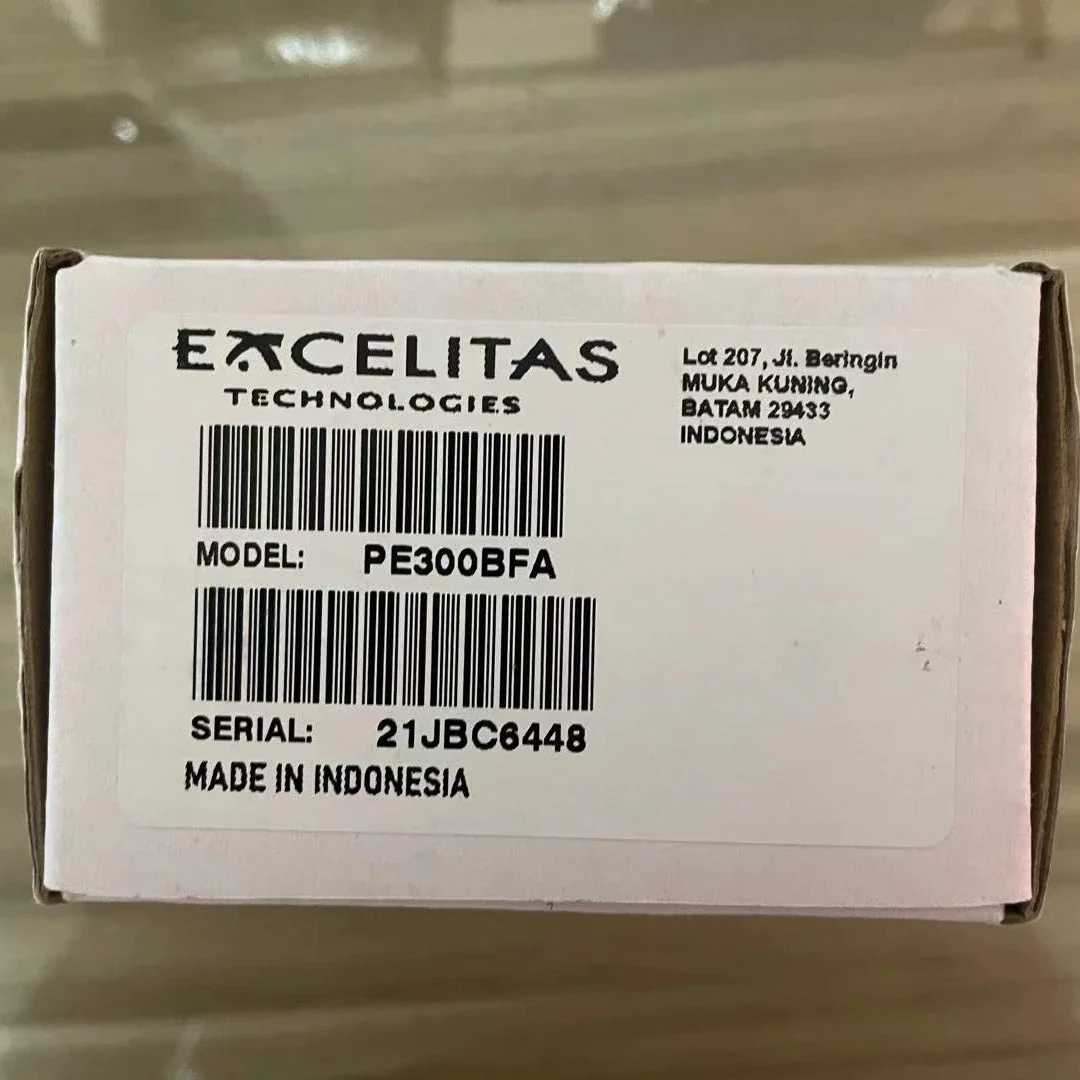 EXCELITAS
TECHNOLOGIES
Lot 207, Jl. Beringin
MUKA KUNING,
BATAM 29433
INDONESIA
MODEL: PE300BFA
SERIAL: 21JBC6448
MADE IN INDONESIA